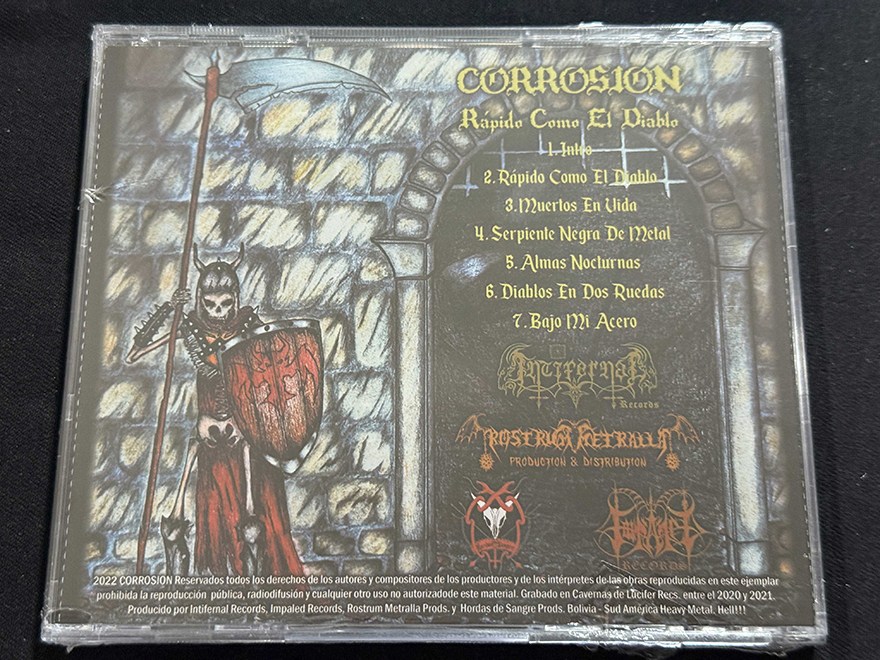 CORROSION
Rápido Como El Diablo
1. Intro
2. Rápido Como El Diablo
3. Muertos En Vida
4. Serpiente Negra De Metal
5. Almas Nocturnas
6. Diablos En Dos Ruedas
7. Bajo Mi Acero
Intifernal
Records
ROSTRUM METRALLA
PRODUCTION & DISTRIBUTION
Impaled
RECORDS
2022 CORROSION Reservados todos los derechos de los autores y compositores de los productores y de los intérpretes de las obras reproducidas en este ejemplar
prohibida la reproducción pública, radiodifusión y cualquier otro uso no autorizadode este material. Grabado en Cavernas de Lucifer Recs. entre el 2020 y 2021.
Producido por Intifernal Records, Impaled Records, Rostrum Metralla Prods. y Hordas de Sangre Prods. Bolivia - Sud América Heavy Metal. Hell!!!